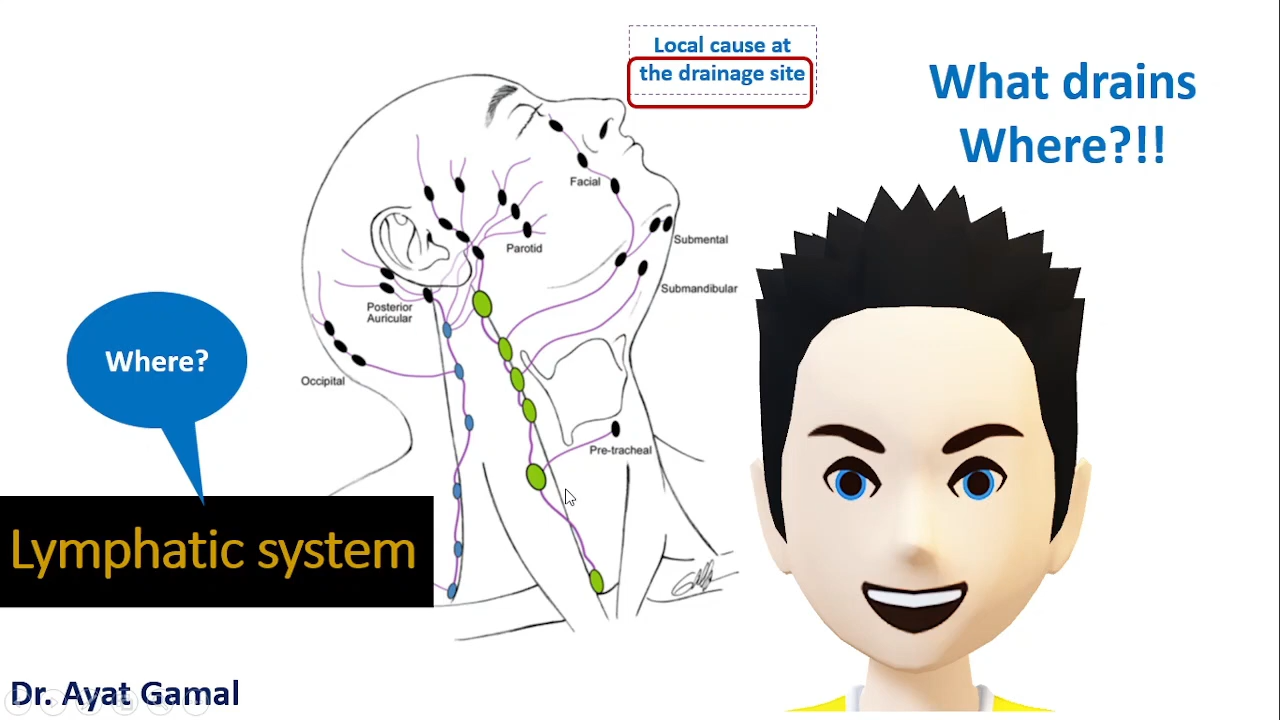 Local cause at
the drainage site
What drains
Where?!!
Facial
Parotid
Submental
Submandibular
Posterior
Auricular
Occipital
Pre-tracheal
Where?
Lymphatic system
Dr. Ayat Gamal